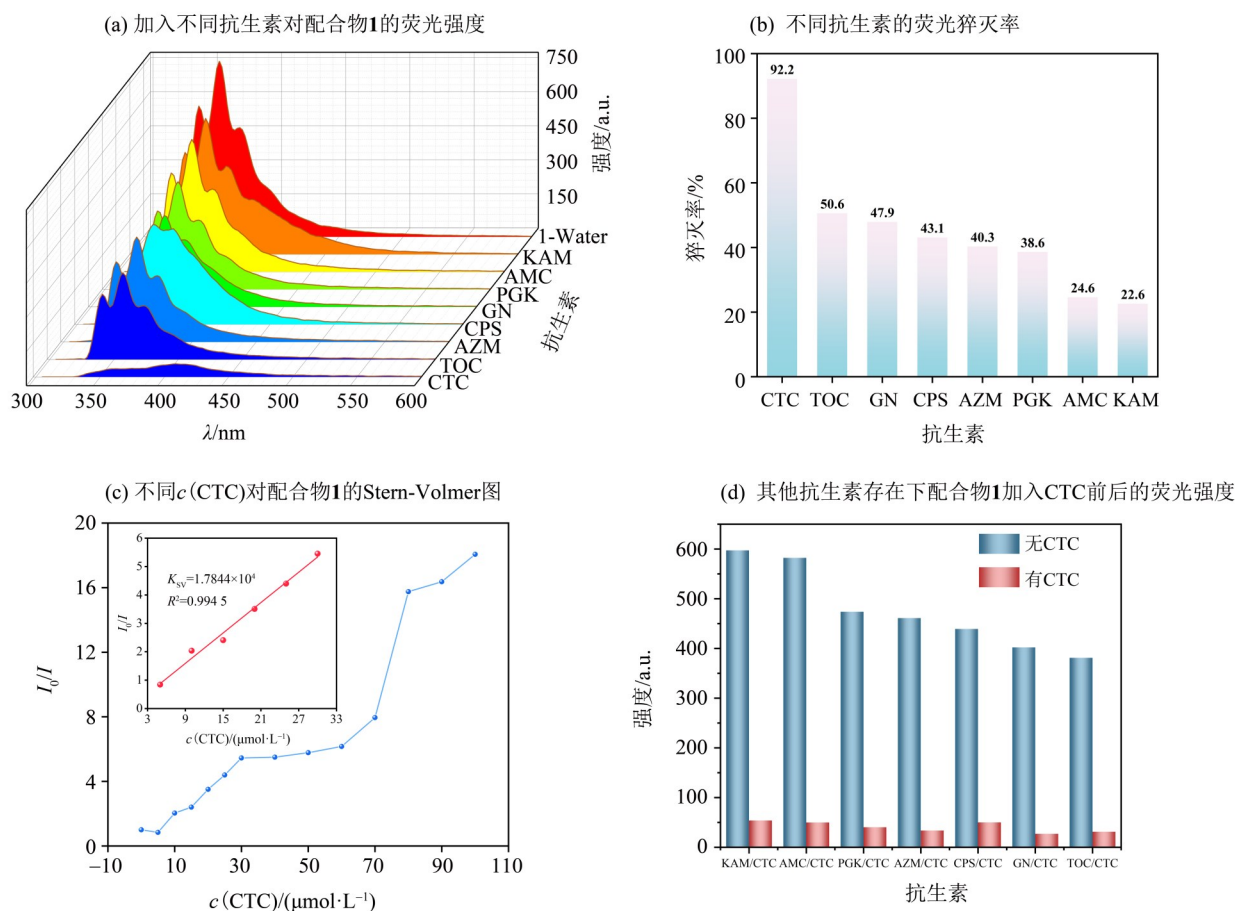 (a) 加入不同抗生素对配合物1的荧光强度
750
600
450
300
150
强度/a.u.
1-Water
KAM
AMC
PGK
GN
CPS
AZM
TOC
CTC
抗生素
300 350 400 450 500 550 600
λ/nm
(b) 不同抗生素的荧光猝灭率
100
80
60
40
20
0
猝灭率/%
92.2
50.6
47.9
43.1
40.3
38.6
24.6
22.6
CTC TOC GN CPS AZM PGK AMC KAM
抗生素
(c) 不同c(CTC)对配合物1的Stern-Volmer图
20
16
12
8
4
0
I₀/I
−10 10 30 50 70 90 110
c(CTC)/(μmol·L⁻¹)
6
5
4
3
2
1
0
I₀/I
K_SV=1.7844×10⁴
R²=0.994 5
3 9 15 21 27 33
c(CTC)/(μmol·L⁻¹)
(d) 其他抗生素存在下配合物1加入CTC前后的荧光强度
600
500
400
300
200
100
0
强度/a.u.
无CTC
有CTC
KAM/CTC AMC/CTC PGK/CTC AZM/CTC CPS/CTC GN/CTC TOC/CTC
抗生素